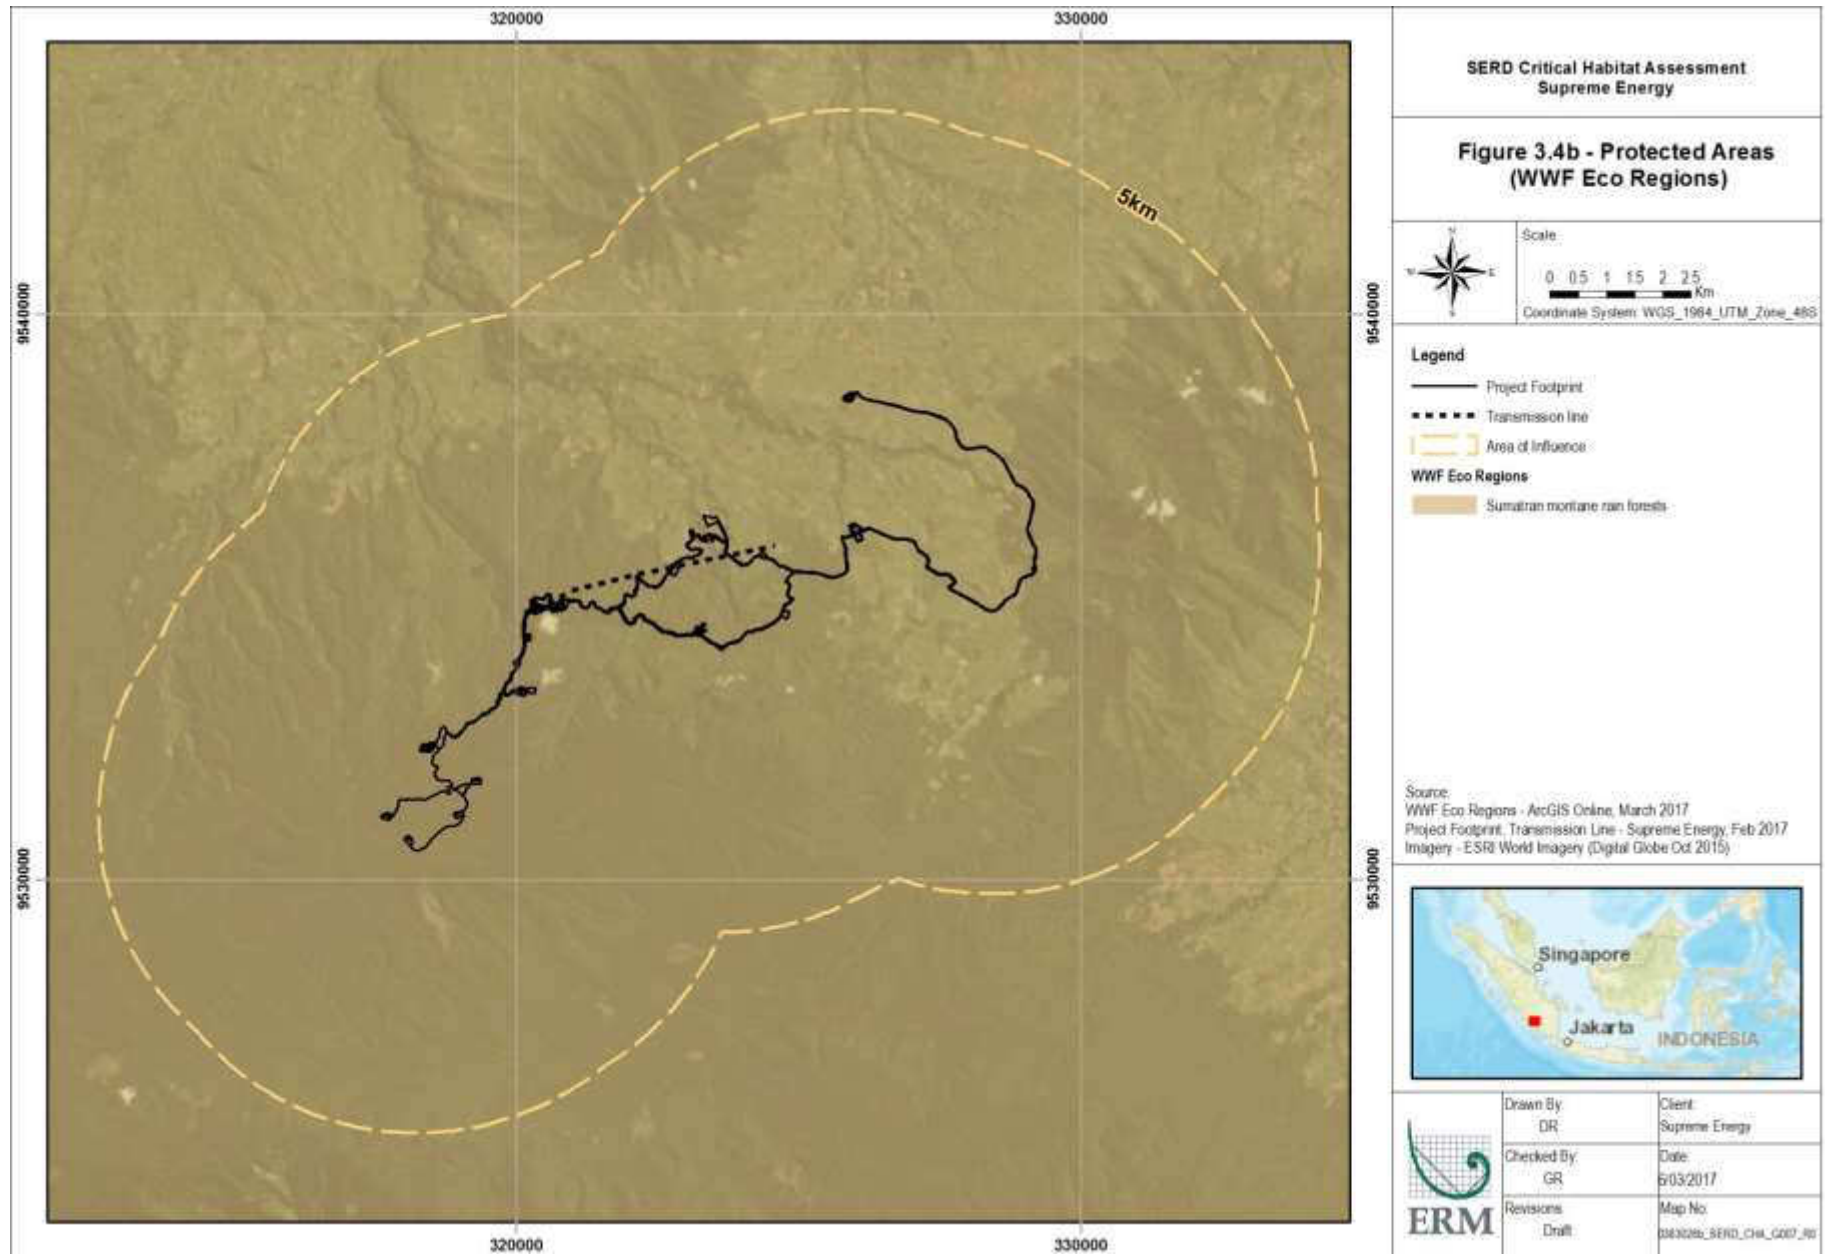 320000
330000
9540000
9540000
9530000
9530000
320000
330000
5km
SERD Critical Habitat Assessment
Supreme Energy
Figure 3.4b - Protected Areas
(WWF Eco Regions)
N
W
E
S
Scale
0 0.5 1 1.5 2 2.5
Km
Coordinate System: WGS_1984_UTM_Zone_48S
Legend
Project Footprint
Transmission line
Area of Influence
WWF Eco Regions
Sumatran montane rain forests
Source:
WWF Eco Regions - ArcGIS Online, March 2017
Project Footprint, Transmission Line - Supreme Energy, Feb 2017
Imagery - ESRI World Imagery (Digital Globe Oct 2015)
Singapore
Jakarta
INDONESIA
ERM
Drawn By:
DR
Client:
Supreme Energy
Checked By:
GR
Date:
6/03/2017
Revisions
Draft
Map No: